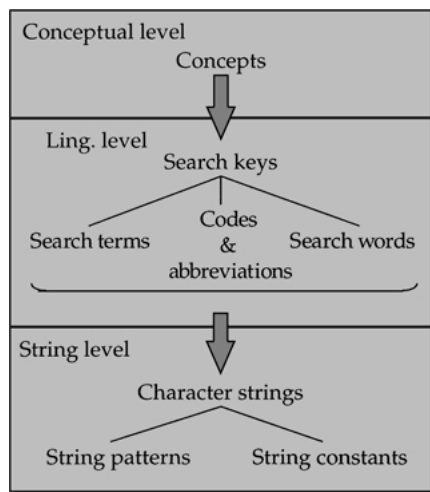 Conceptual level
Concepts
Ling. level
Search keys
Search terms
Codes
&
abbreviations
Search words
String level
Character strings
String patterns
String constants